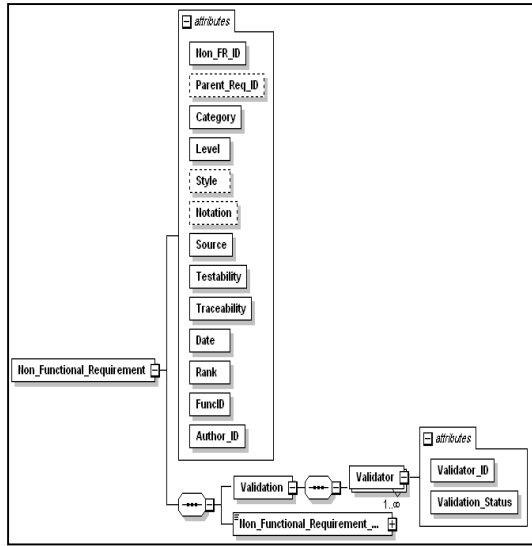 attributes
Non_FR_ID
Parent_Req_ID
Category
Level
Style
Notation
Source
Testability
Traceability
Date
Rank
FuncID
Author_ID
Non_Functional_Requirement
Validation
Validator
1..∞
attributes
Validator_ID
Validation_Status
Non_Functional_Requirement_...